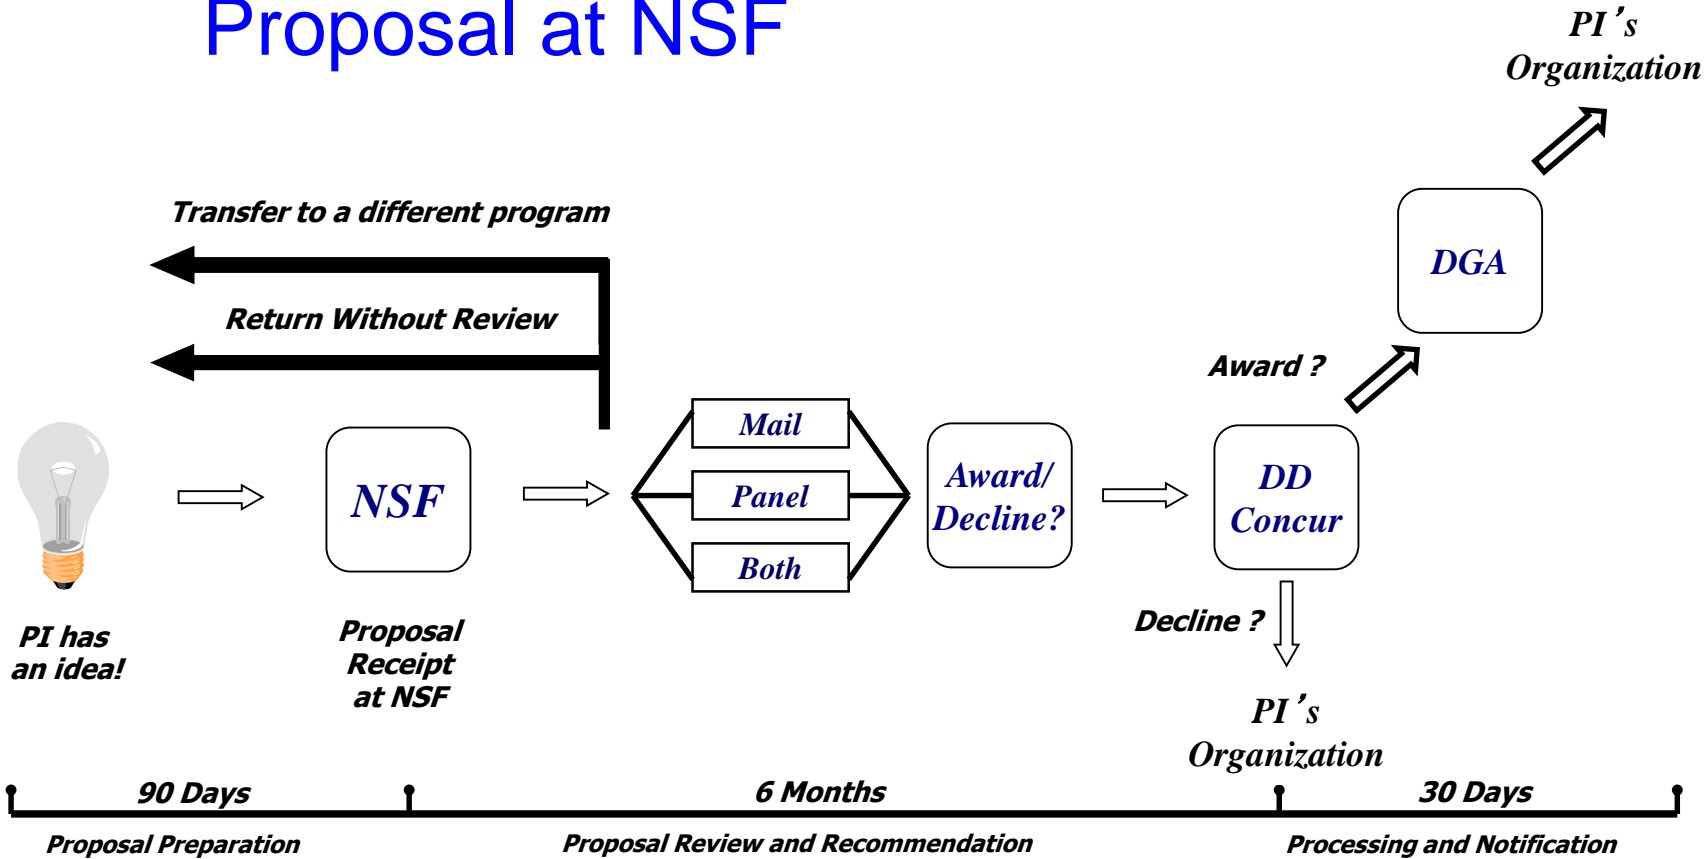 Proposal at NSF
PI's
Organization
Transfer to a different program
DGA
Return Without Review
Award ?
Mail
Panel
Both
NSF
Award/
Decline?
DD
Concur
PI has
an idea!
Proposal
Receipt
at NSF
Decline ?
PI's
Organization
90 Days
6 Months
30 Days
Proposal Preparation
Proposal Review and Recommendation
Processing and Notification